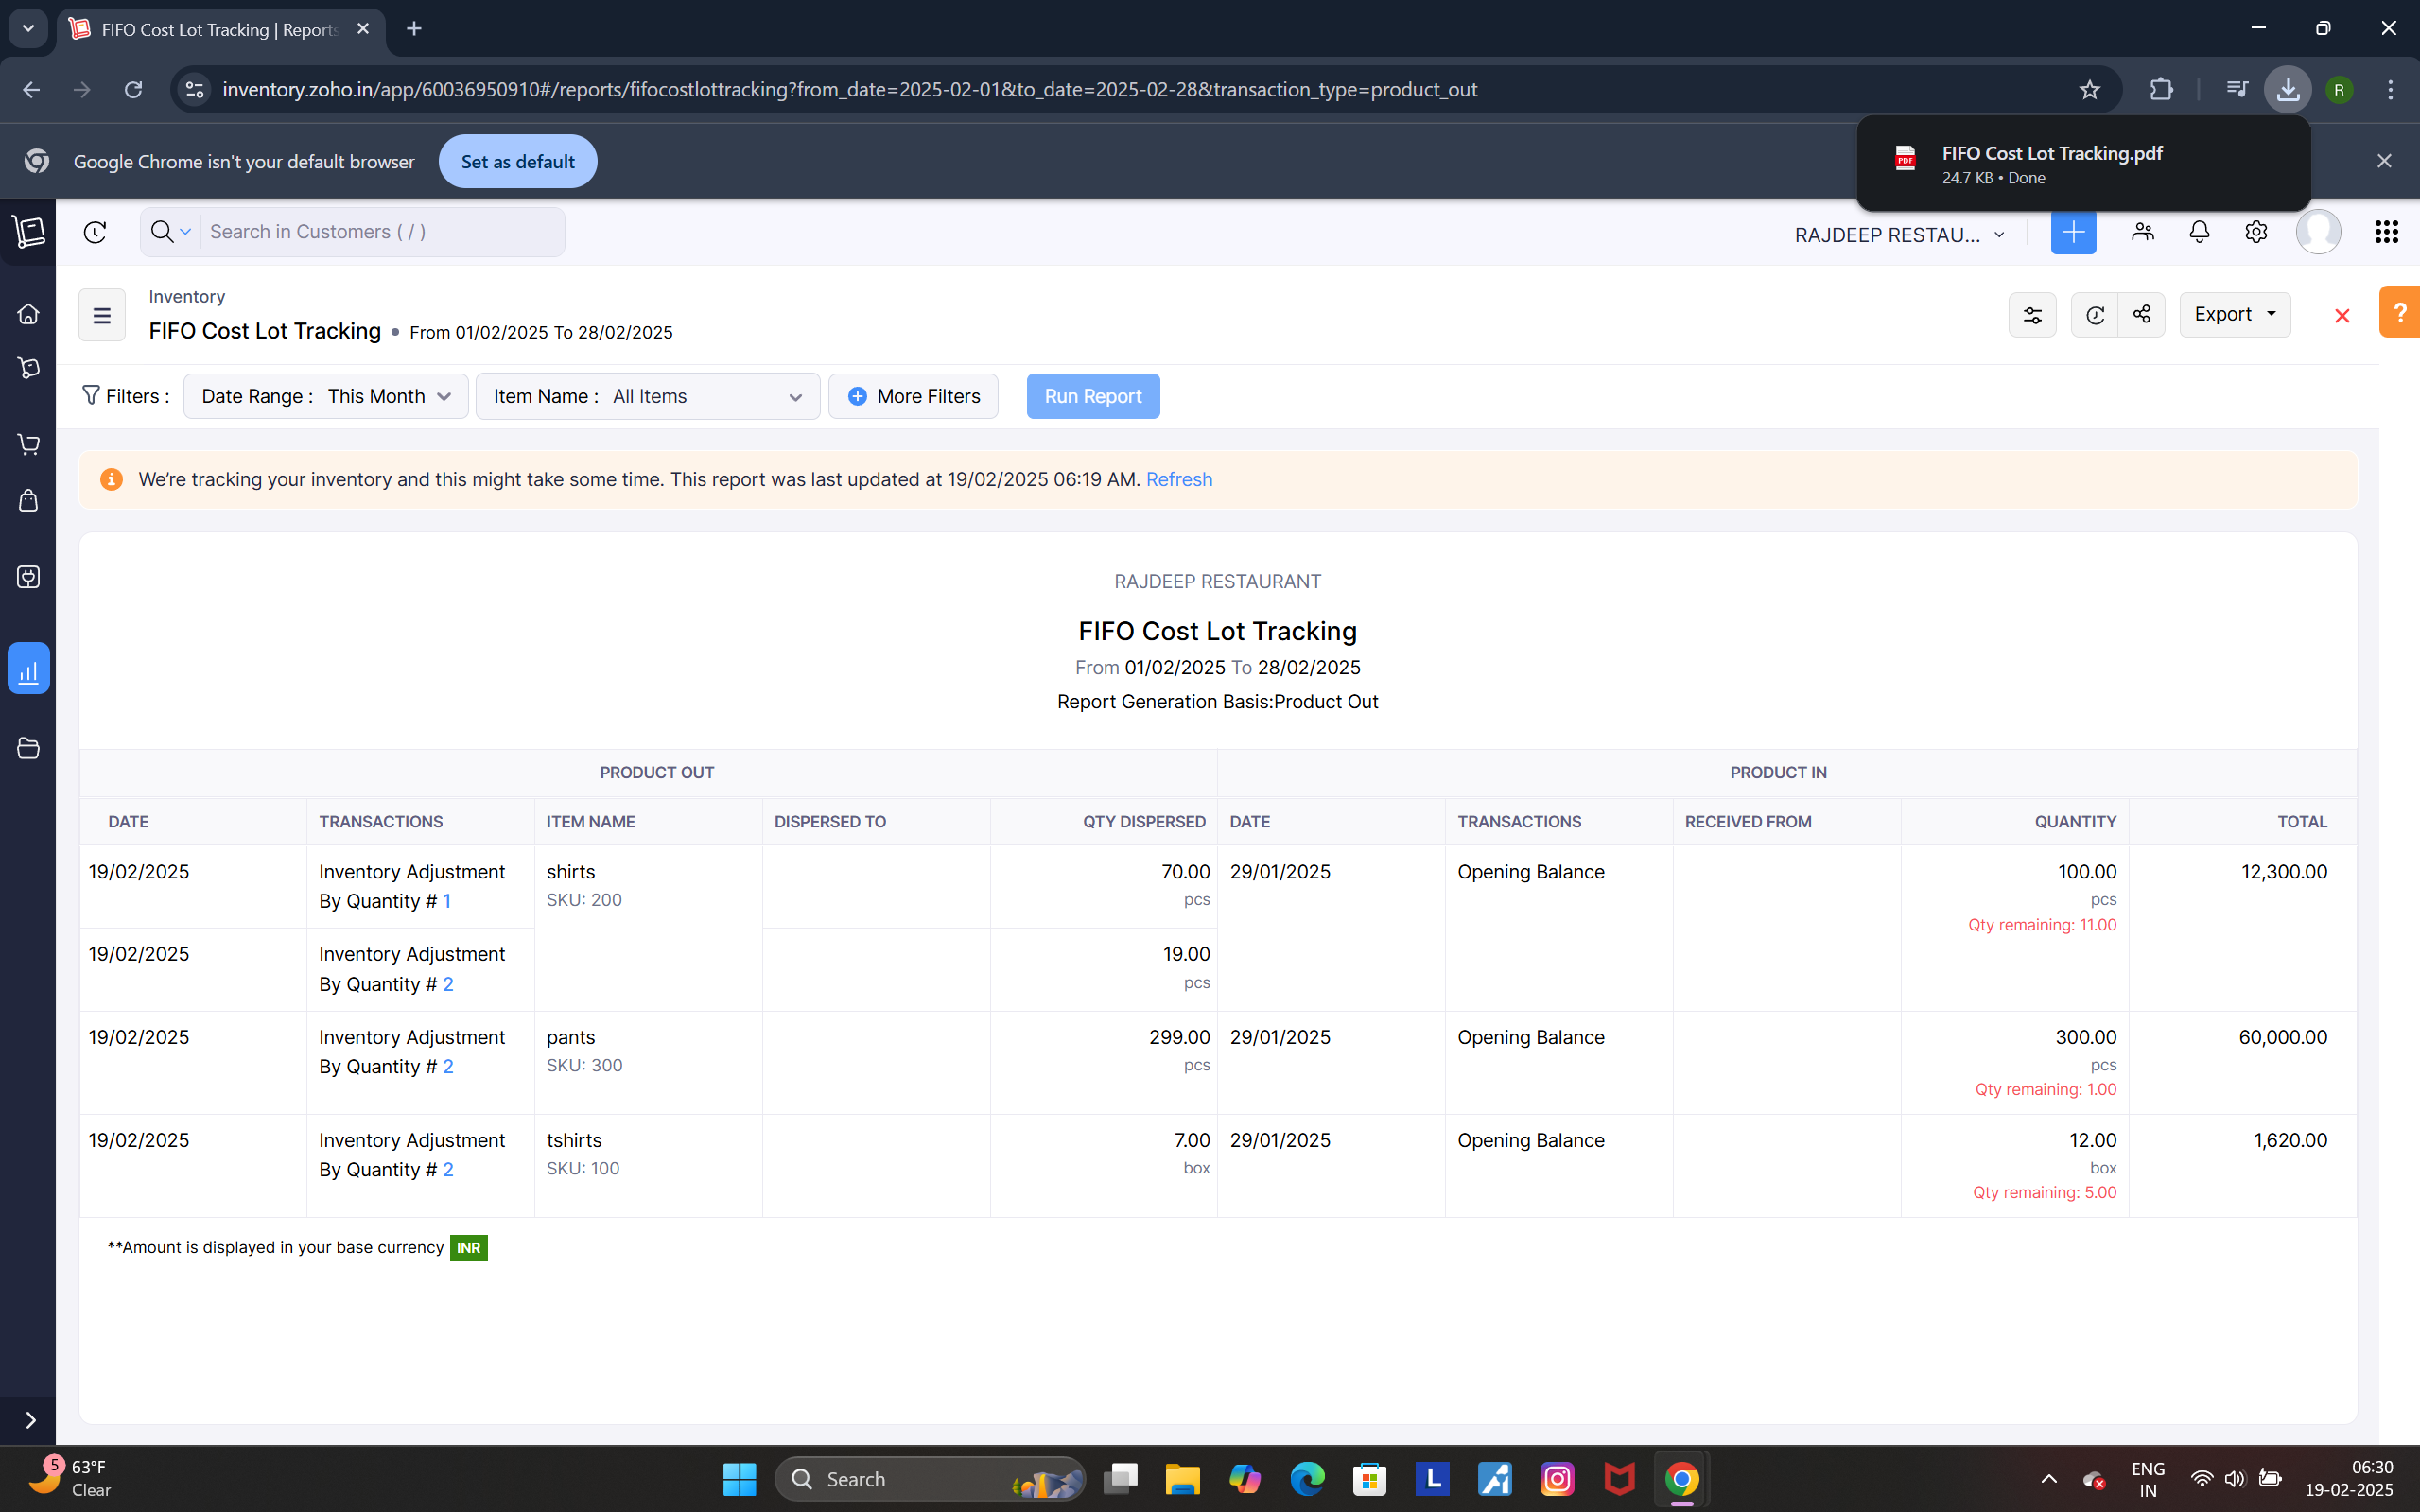 FIFO Cost Lot Tracking | Reports
inventory.zoho.in/app/60036950910#/reports/fifocostlottracking?from_date=2025-02-01&to_date=2025-02-28&transaction_type=product_out
R
Google Chrome isn't your default browser
Set as default
PDF
FIFO Cost Lot Tracking.pdf
24.7 KB • Done
Search in Customers ( / )
RAJDEEP RESTAU...
Inventory
FIFO Cost Lot Tracking • From 01/02/2025 To 28/02/2025
Export
?
Filters :
Date Range : This Month
Item Name : All Items
More Filters
Run Report
We're tracking your inventory and this might take some time. This report was last updated at 19/02/2025 06:19 AM. Refresh
RAJDEEP RESTAURANT
FIFO Cost Lot Tracking
From 01/02/2025 To 28/02/2025
Report Generation Basis:Product Out
PRODUCT OUT PRODUCT IN
DATE TRANSACTIONS ITEM NAME DISPERSED TO QTY DISPERSED DATE TRANSACTIONS RECEIVED FROM QUANTITY TOTAL
19/02/2025 Inventory Adjustment shirts 70.00 29/01/2025 Opening Balance 100.00 12,300.00
By Quantity # 1 SKU: 200 pcs pcs
Qty remaining: 11.00
19/02/2025 Inventory Adjustment 19.00
By Quantity # 2 pcs
19/02/2025 Inventory Adjustment pants 299.00 29/01/2025 Opening Balance 300.00 60,000.00
By Quantity # 2 SKU: 300 pcs pcs
Qty remaining: 1.00
19/02/2025 Inventory Adjustment tshirts 7.00 29/01/2025 Opening Balance 12.00 1,620.00
By Quantity # 2 SKU: 100 box box
Qty remaining: 5.00
**Amount is displayed in your base currency INR
5
63°F
Clear
Search
L
ENG
IN
06:30
19-02-2025